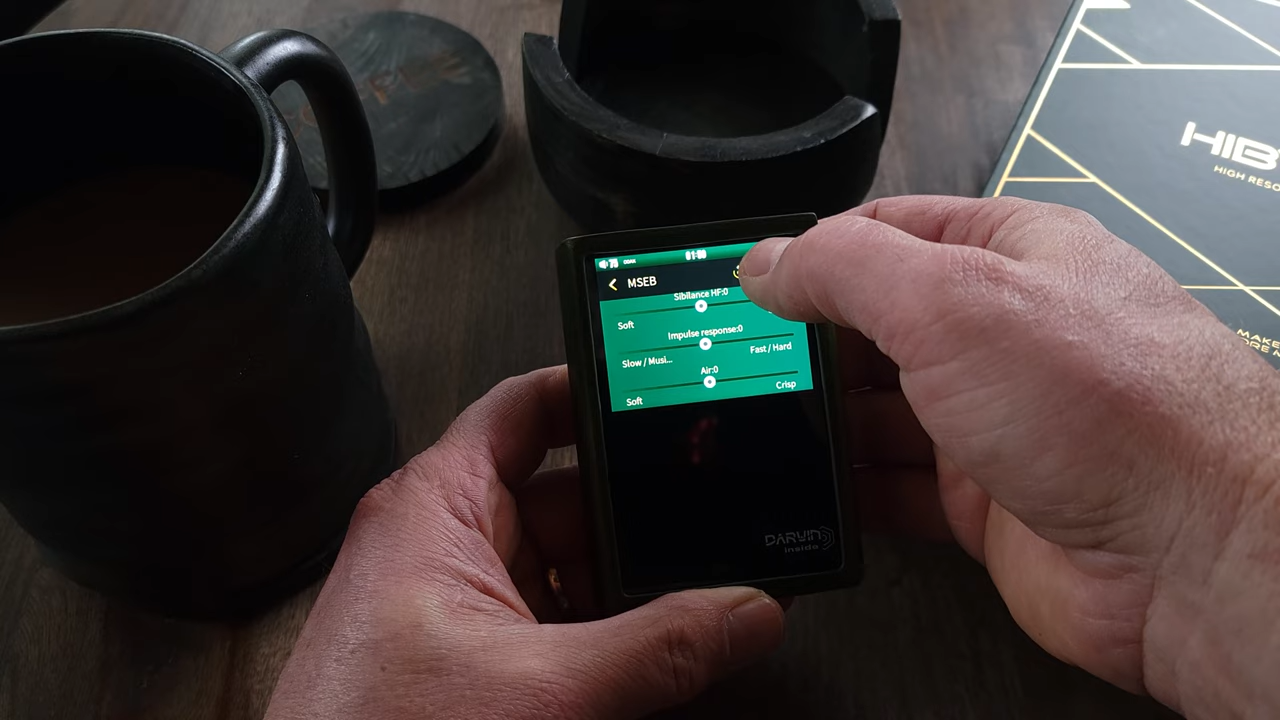 75
MSEB
Sibilance HF:0
Soft
Impulse response:0
Slow / Musi...
Fast / Hard
Air:0
Soft
Crisp
DARWIN
inside
HIB
HIGH RESO
MAKE